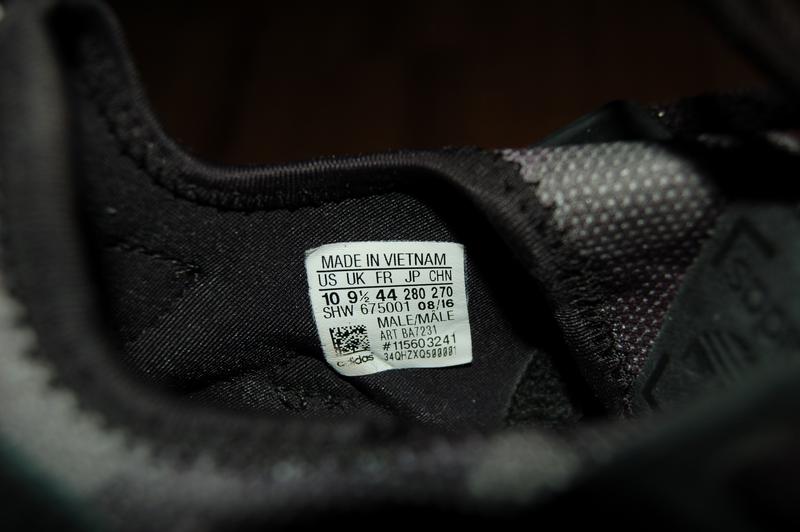 MADE IN VIETNAM
US UK FR JP CHN
10 9½ 44 280 270
SHW 675001 08/16
MALE/MÂLE
ART BA7231
#115603241
adidas 34QHZXQ500001